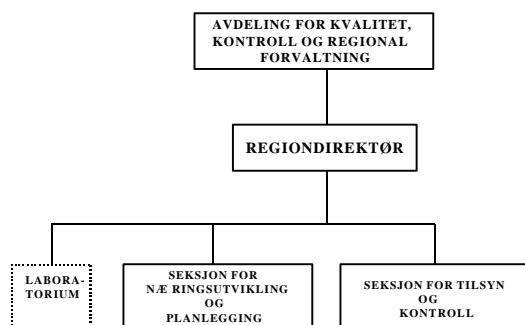 AVDELING FOR KVALITET,
KONTROLL OG REGIONAL
FORVALTNING
REGIONDIREKTØR
LABORA-
TORIUM
SEKSJON FOR
NÆ RINGSUTVIKLING
OG
PLANLEGGING
SEKSJON FOR TILSYN
OG
KONTROLL